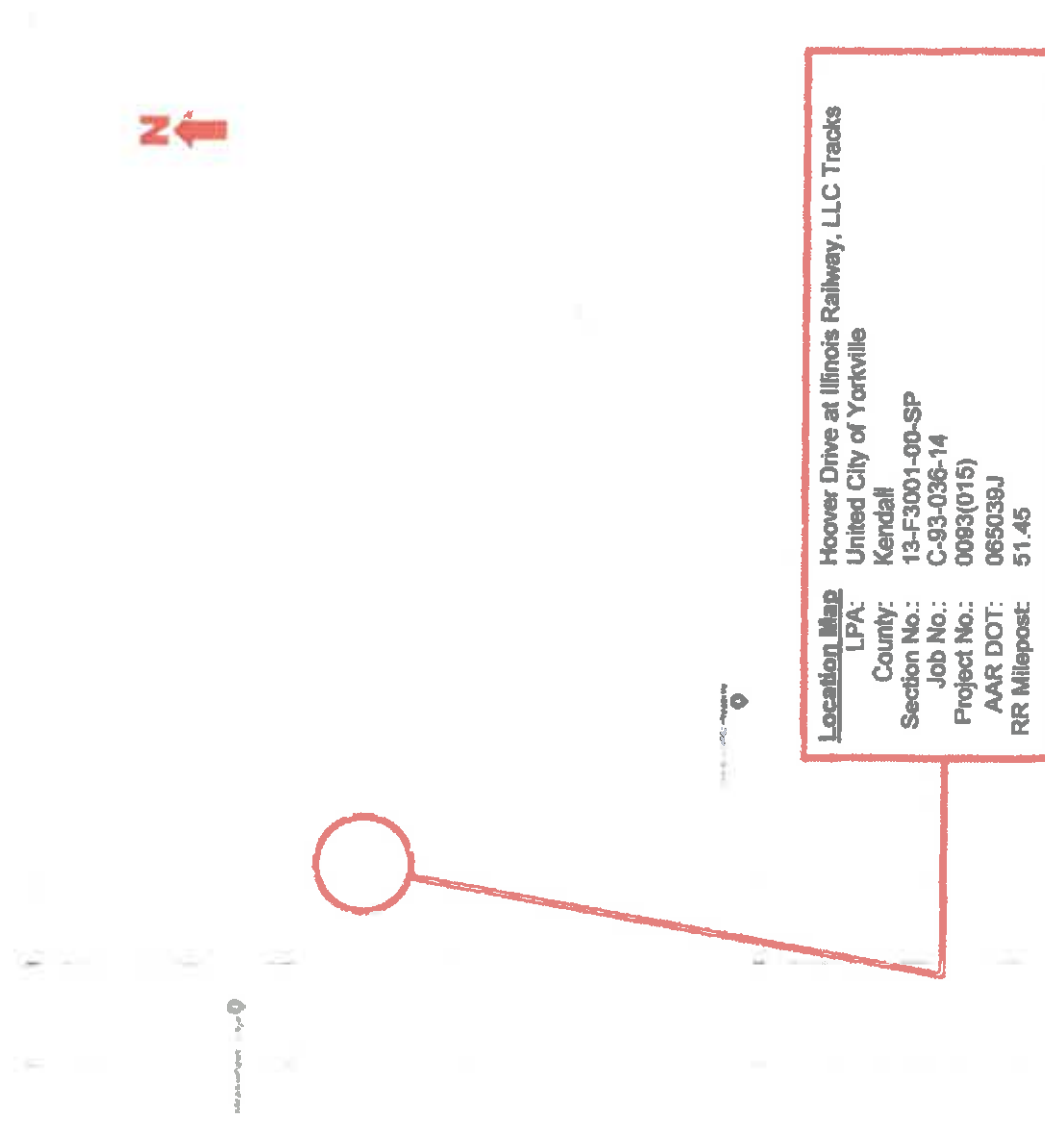 N
Location Map Hoover Drive at Illinois Railway, LLC Tracks
LPA: United City of Yorkville
County: Kendall
Section No.: 13-F3001-00-SP
Job No.: C-93-036-14
Project No.: 0093(015)
AAR DOT: 065039J
RR Milepost: 51.45